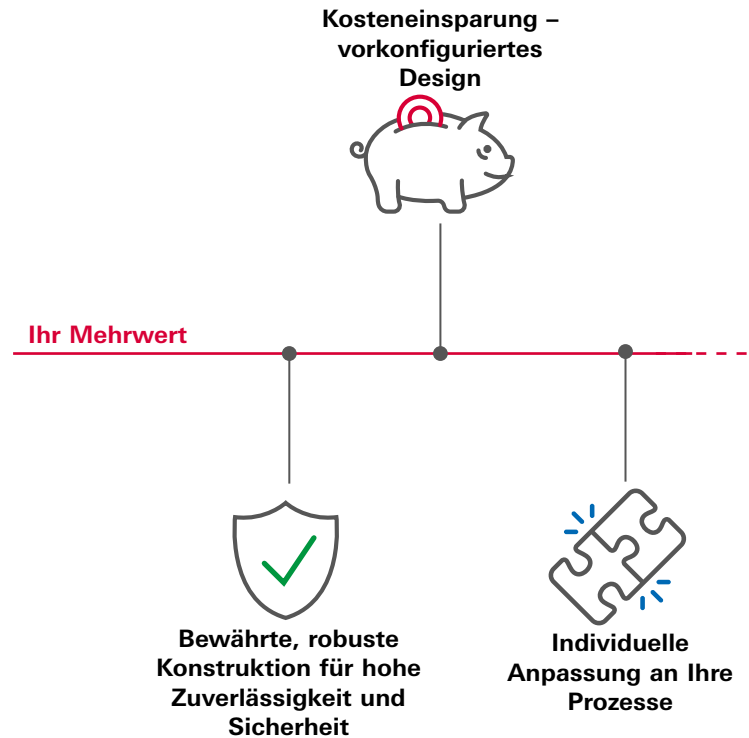 Kosteneinsparung –
vorkonfiguriertes
Design
Ihr Mehrwert
Bewährte, robuste
Konstruktion für hohe
Zuverlässigkeit und
Sicherheit
Individuelle
Anpassung an Ihre
Prozesse